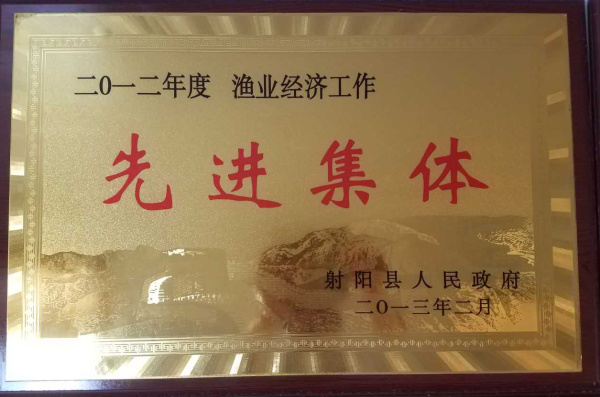 二〇一二年度 渔业经济工作
先进集体
射阳县人民政府
二〇一三年二月